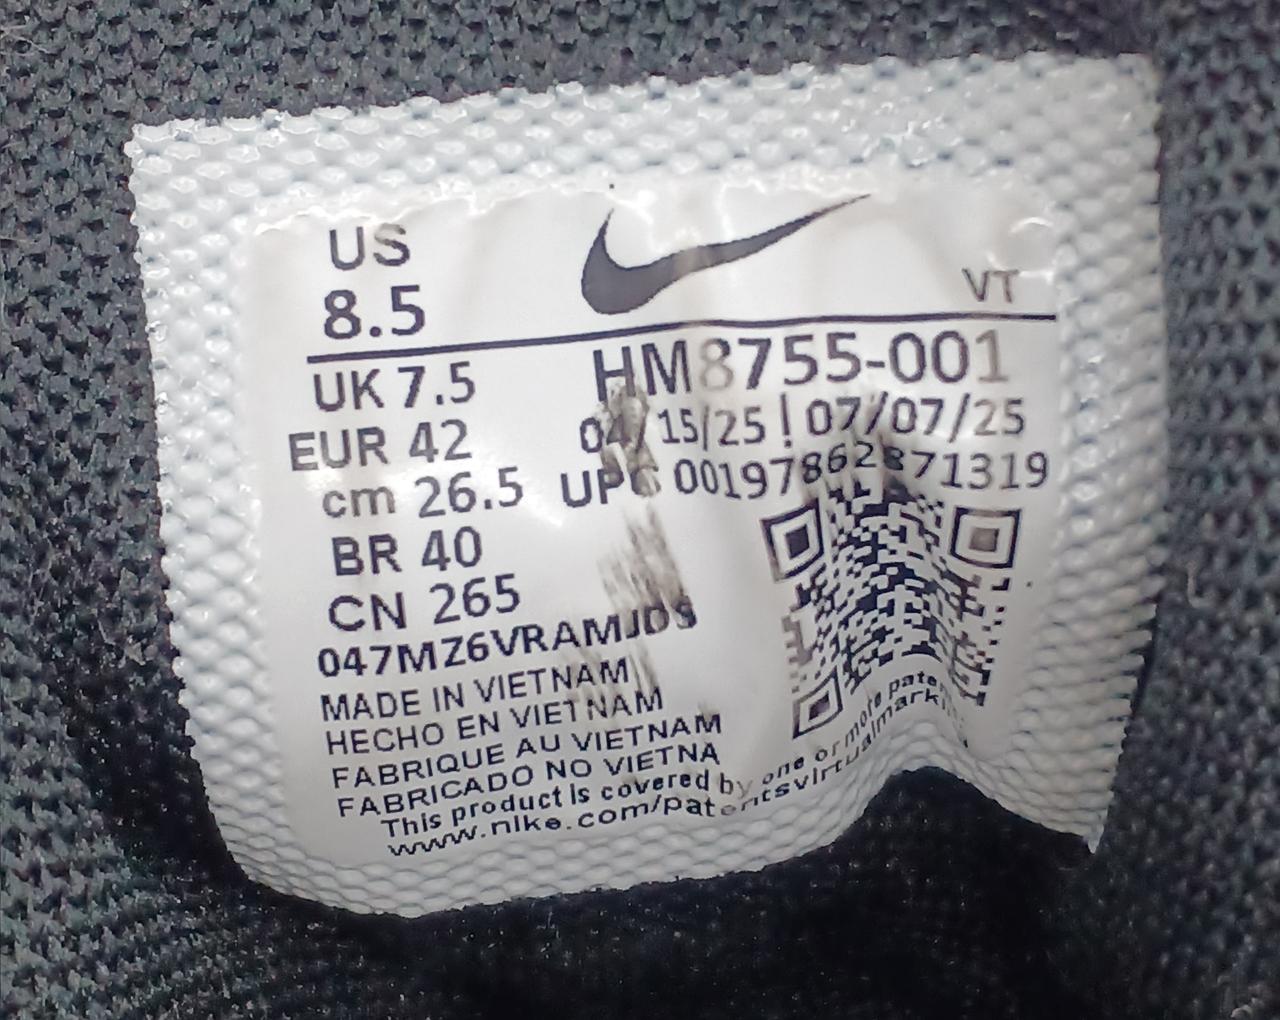 US
8.5
VT
UK 7.5
HM8755-001
EUR 42
04/15/25 | 07/07/25
cm 26.5
UPC 00197862871319
BR 40
CN 265
047MZ6VRAMJDS
MADE IN VIETNAM
HECHO EN VIETNAM
FABRIQUE AU VIETNAM
FABRICADO NO VIETNA
This product is covered by one or more
www.nike.com/patentsvirtualmarki